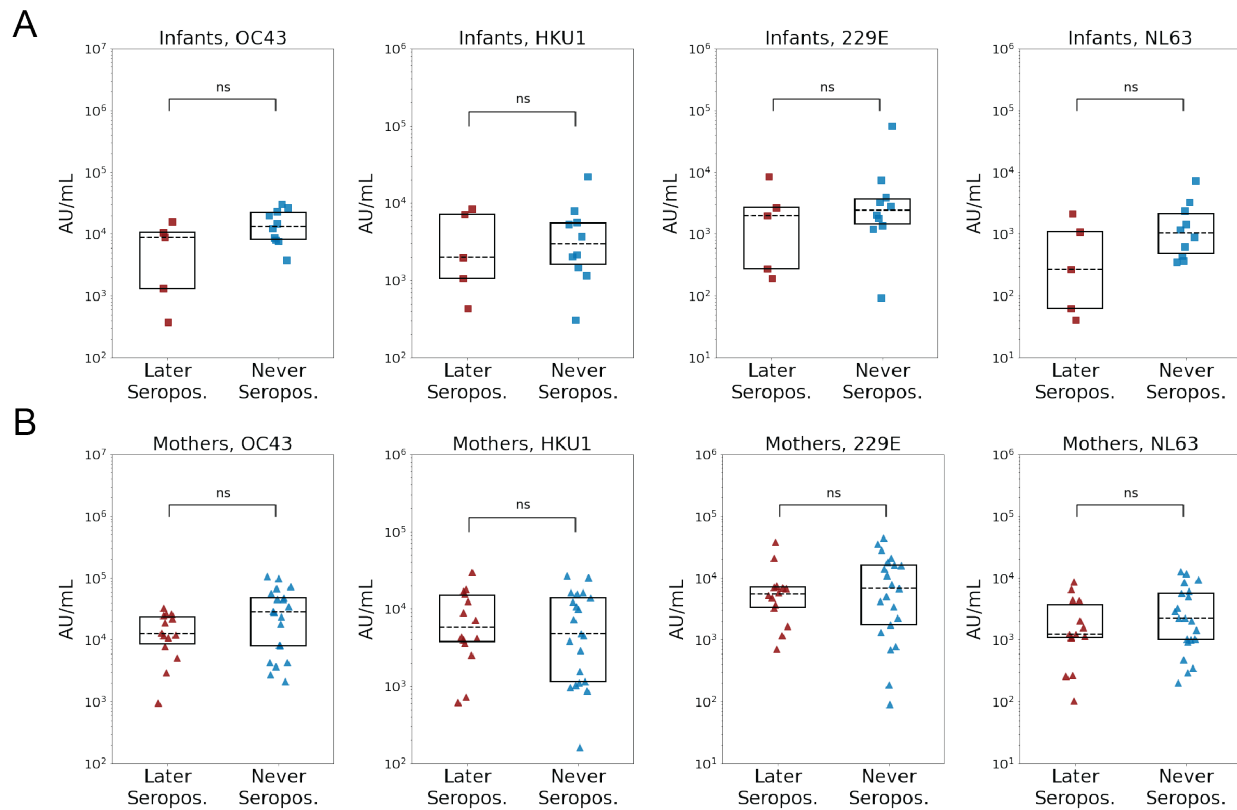 A
Infants, OC43
Infants, HKU1
Infants, 229E
Infants, NL63
AU/mL
10⁷
10⁶
10⁵
10⁴
10³
10²
ns
Later
Seropos.
Never
Seropos.
AU/mL
10⁶
10⁵
10⁴
10³
10²
ns
Later
Seropos.
Never
Seropos.
AU/mL
10⁶
10⁵
10⁴
10³
10²
10¹
ns
Later
Seropos.
Never
Seropos.
AU/mL
10⁶
10⁵
10⁴
10³
10²
10¹
ns
Later
Seropos.
Never
Seropos.
B
Mothers, OC43
Mothers, HKU1
Mothers, 229E
Mothers, NL63
AU/mL
10⁷
10⁶
10⁵
10⁴
10³
10²
ns
Later
Seropos.
Never
Seropos.
AU/mL
10⁶
10⁵
10⁴
10³
10²
ns
Later
Seropos.
Never
Seropos.
AU/mL
10⁶
10⁵
10⁴
10³
10²
10¹
ns
Later
Seropos.
Never
Seropos.
AU/mL
10⁶
10⁵
10⁴
10³
10²
10¹
ns
Later
Seropos.
Never
Seropos.